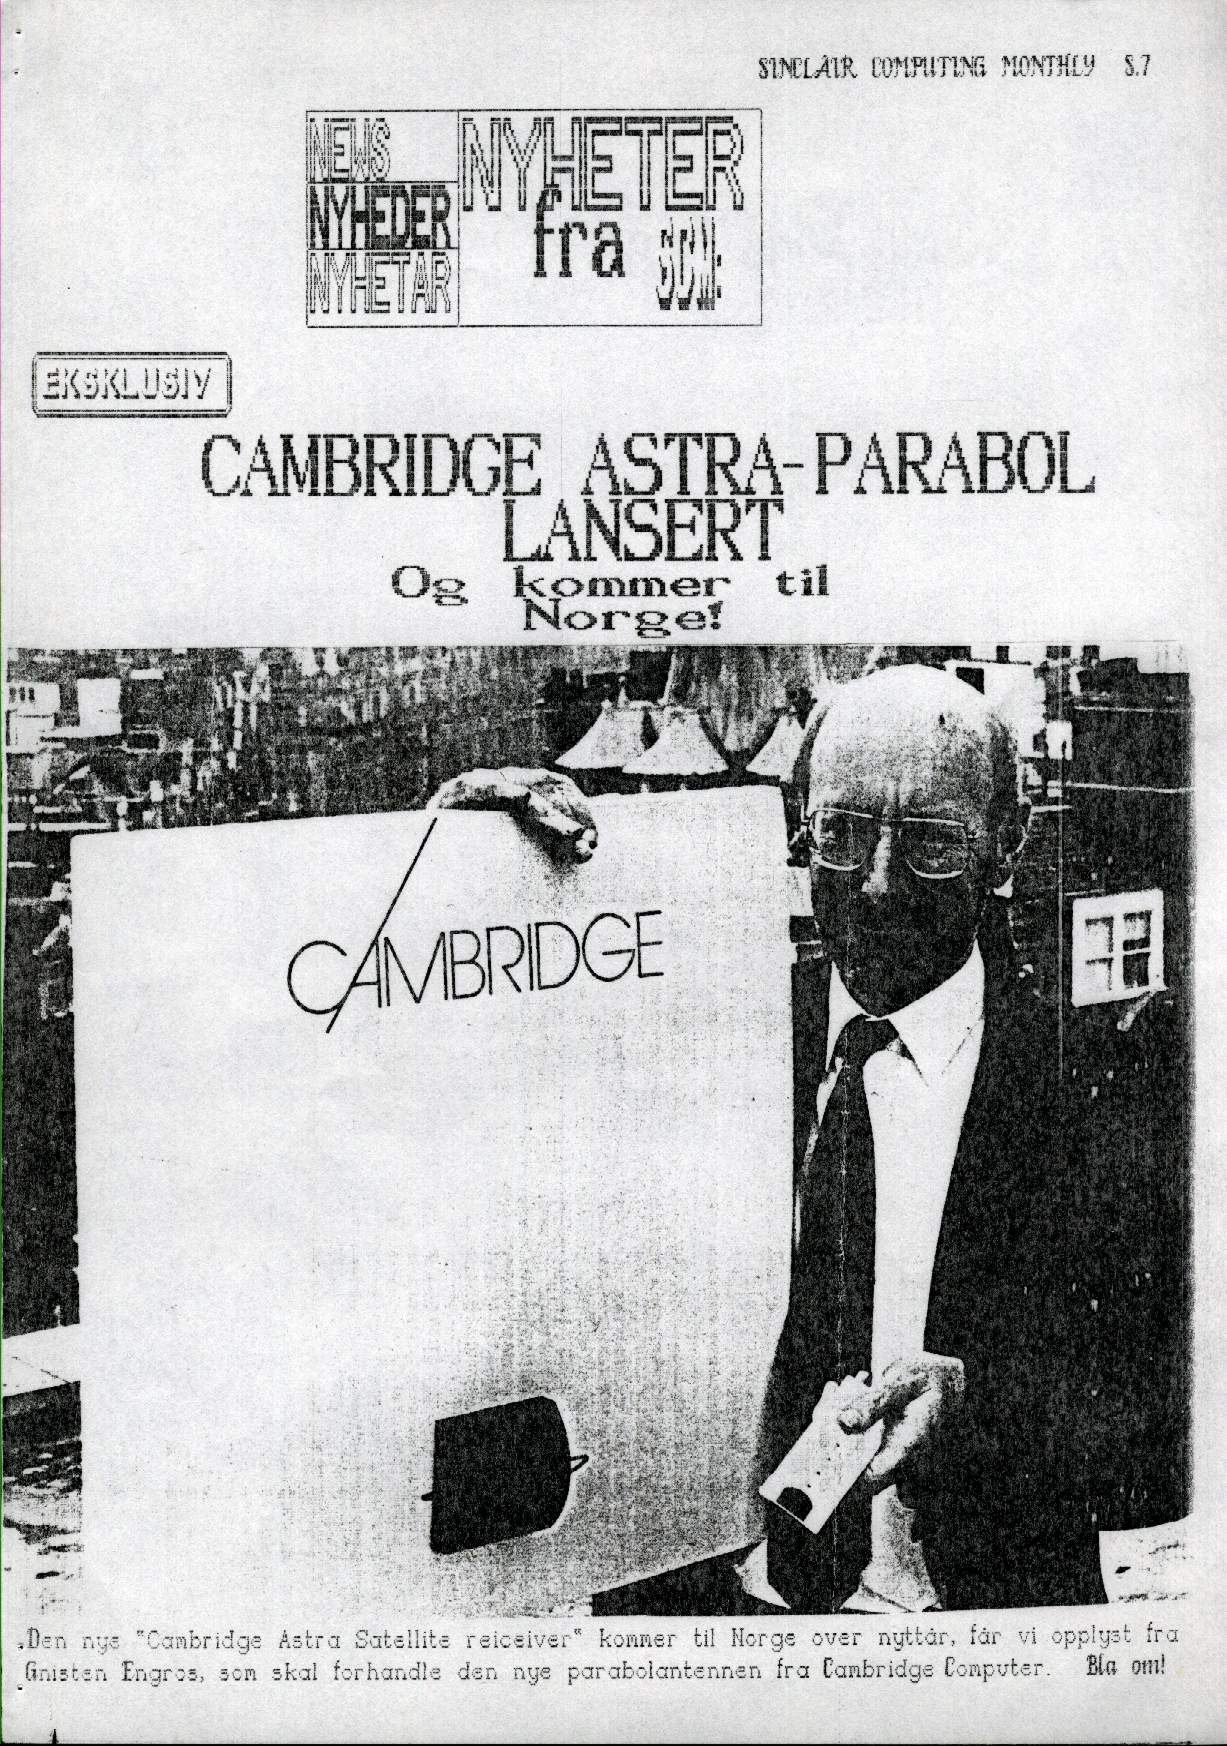 SINCLAIR COMPUTING MONTHLY S.7
NEWS
NYHEDER
NYHETAR
NYHETER
fra SCM:
EKSKLUSIV
CAMBRIDGE ASTRA-PARABOL
LANSERT
Og kommer til
Norge!
CAMBRIDGE
Den nye "Cambridge Astra Satellite reiceiver" kommer til Norge over nyttår, får vi opplyst fra
Gnisten Engros, som skal forhandle den nye parabolantennen fra Cambridge Computer. Bla om!